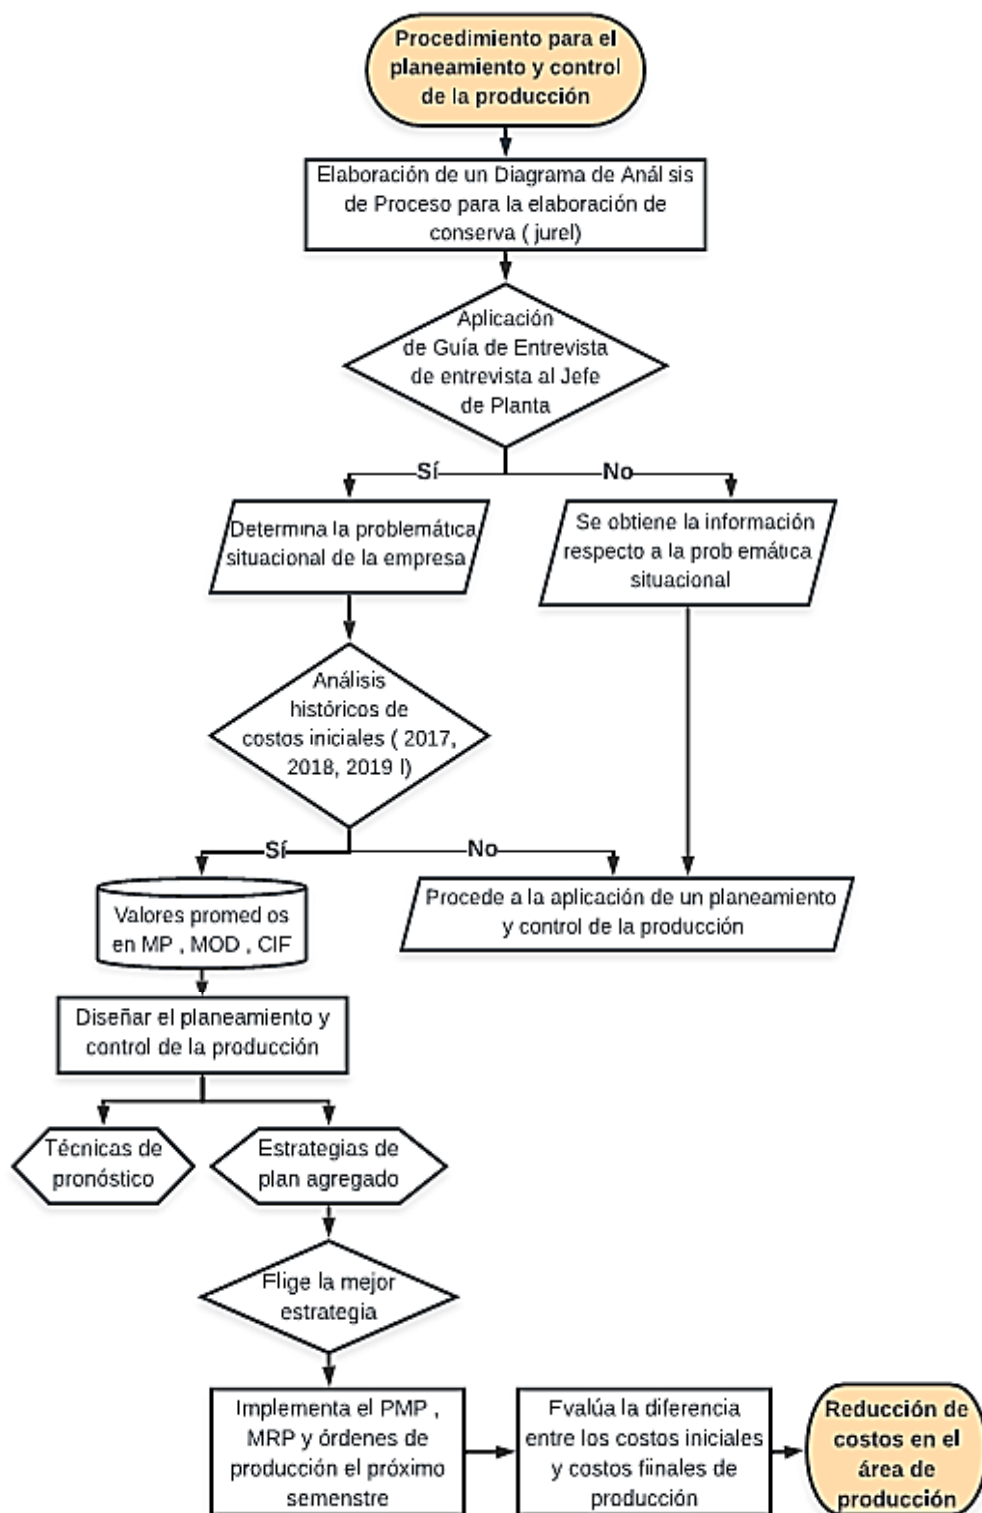 Procedimiento para el
planeamiento y control
de la producción
Elaboración de un Diagrama de Anál sis
de Proceso para la elaboración de
conserva ( jurel)
Aplicación
de Guía de Entrevista
de entrevista al Jefe
de Planta
Sí
No
Determina la problemática
situacional de la empresa
Se obtiene la información
respecto a la prob emática
situacional
Análisis
históricos de
costos iniciales ( 2017,
2018, 2019 I)
Sí
No
Valores promed os
en MP , MOD , CIF
Procede a la aplicación de un planeamiento
y control de la producción
Diseñar el planeamiento y
control de la producción
Técnicas de
pronóstico
Estrategias de
plan agregado
Elige la mejor
estrategia
Implementa el PMP ,
MRP y órdenes de
producción el próximo
semenstre
Evalúa la diferencia
entre los costos iniciales
y costos fiinales de
producción
Reducción de
costos en el
área de
producción